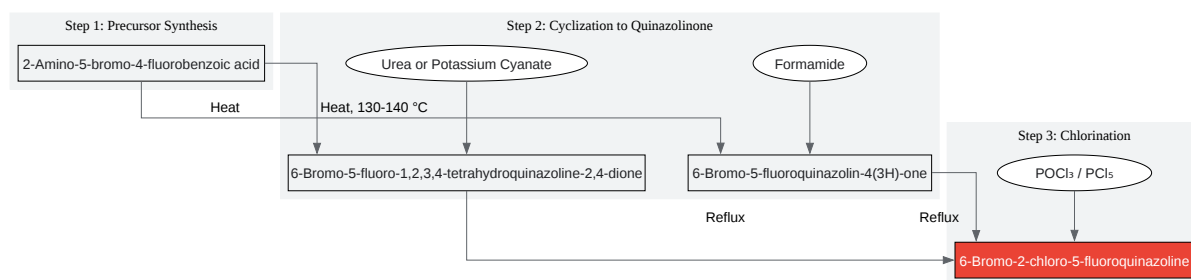 Step 1: Precursor Synthesis
Step 2: Cyclization to Quinazolinone
2-Amino-5-bromo-4-fluorobenzoic acid
Urea or Potassium Cyanate
Formamide
Heat
Heat, 130-140 °C
Step 3: Chlorination
6-Bromo-5-fluoro-1,2,3,4-tetrahydroquinazoline-2,4-dione
6-Bromo-5-fluoroquinazolin-4(3H)-one
POCl₃ / PCl₅
Reflux
Reflux
6-Bromo-2-chloro-5-fluoroquinazoline